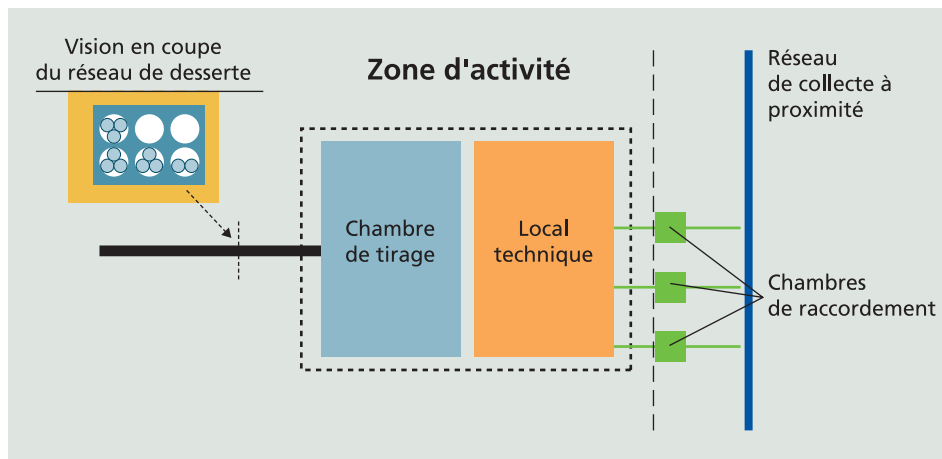 Vision en coupe
du réseau de desserte
Zone d'activité
Réseau
de collecte à
proximité
Chambre
de tirage
Local
technique
Chambres
de raccordement